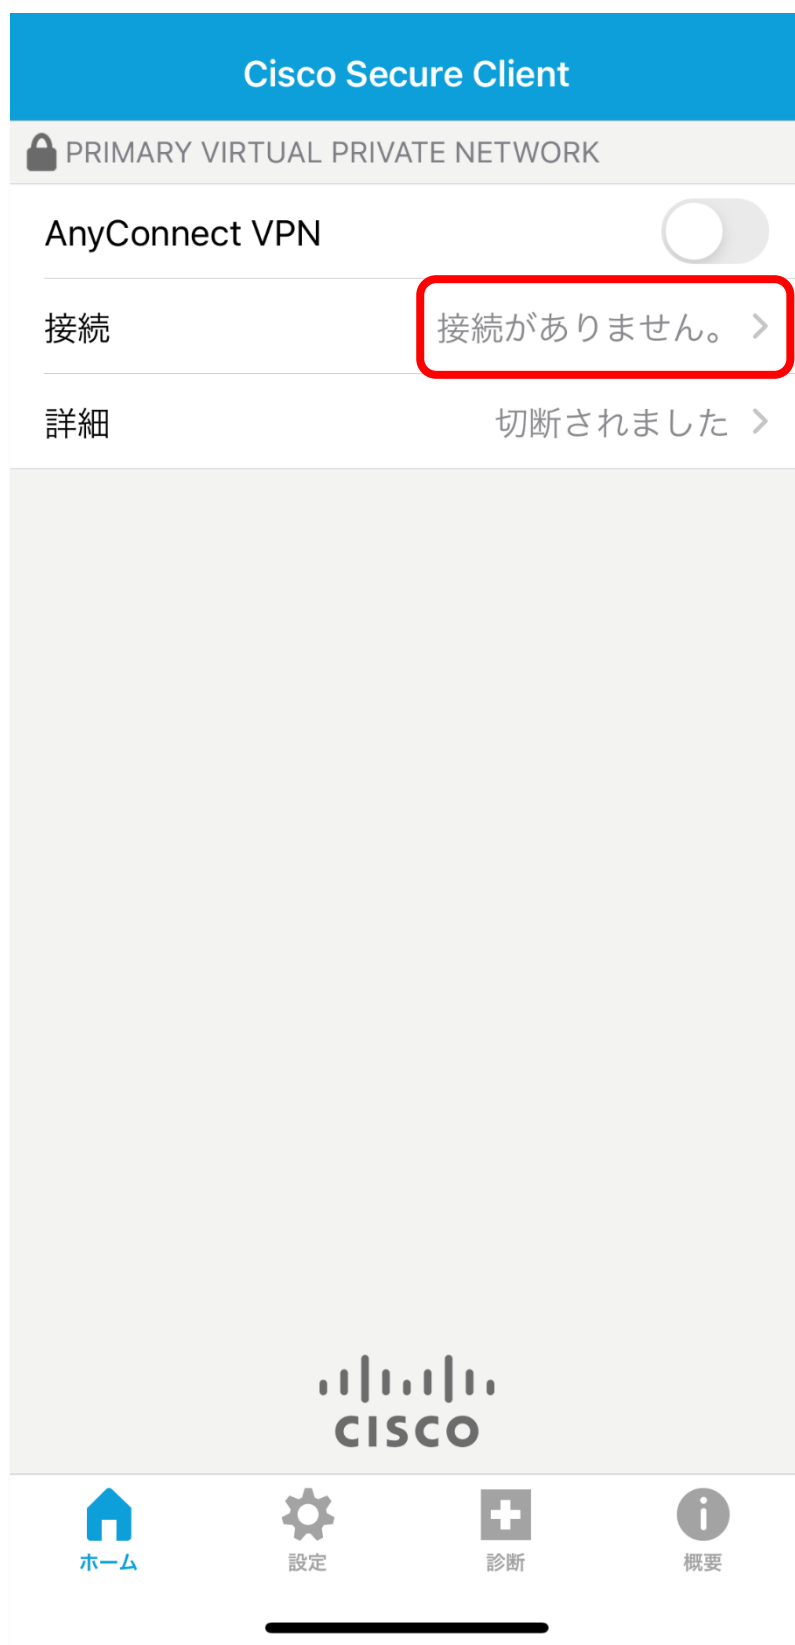 Cisco Secure Client
PRIMARY VIRTUAL PRIVATE NETWORK
AnyConnect VPN
接続 接続がありません。
詳細 切断されました
CISCO
ホーム 設定 診断 概要